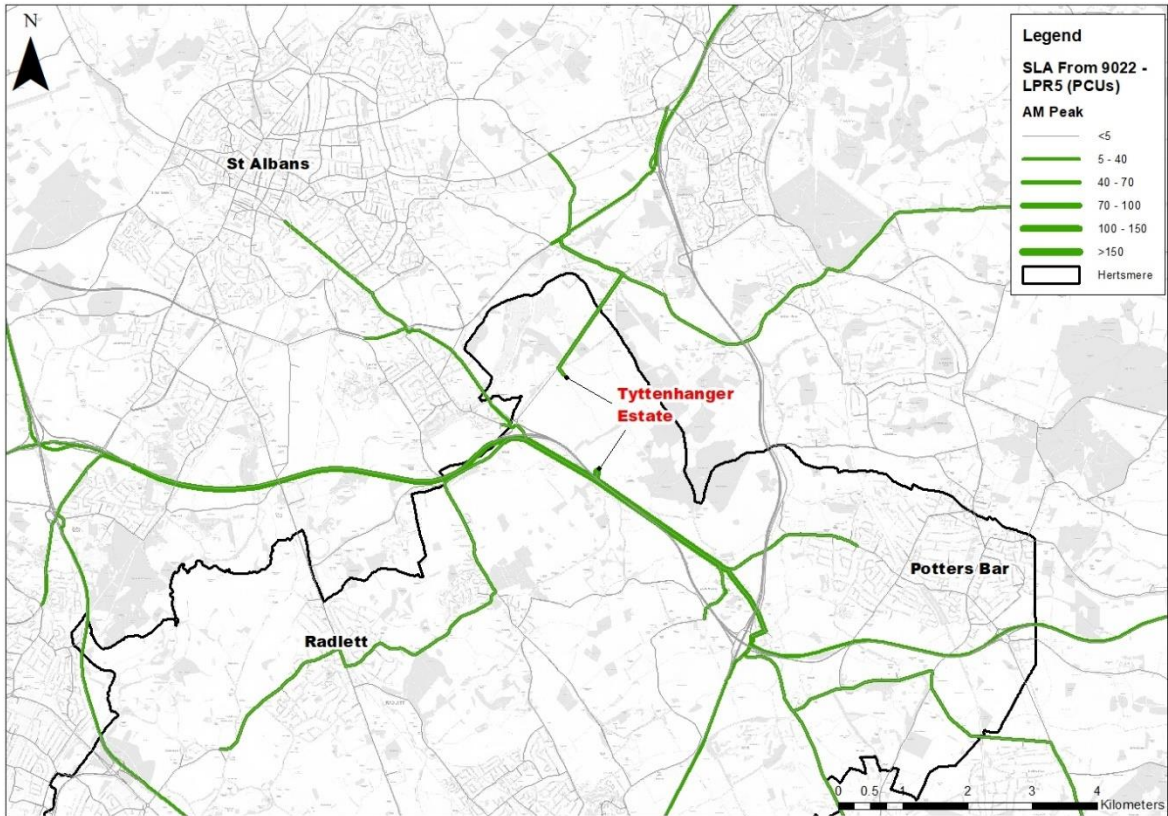 N
Legend
SLA From 9022 -
LPR5 (PCUs)
AM Peak
<5
5 - 40
40 - 70
70 - 100
100 - 150
>150
Hertsmere
St Albans
Tyttenhanger
Estate
Potters Bar
Radlett
0 0.5 1 2 3 4
Kilometers